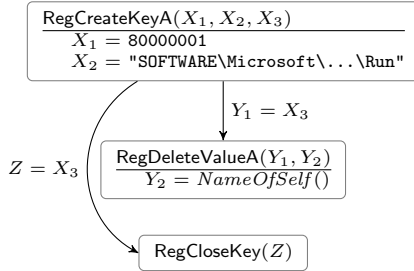 RegCreateKeyA(X₁, X₂, X₃)
X₁ = 80000001
X₂ = "SOFTWARE\Microsoft\...\Run"
Y₁ = X₃
RegDeleteValueA(Y₁, Y₂)
Y₂ = NameOfSelf()
Z = X₃
RegCloseKey(Z)